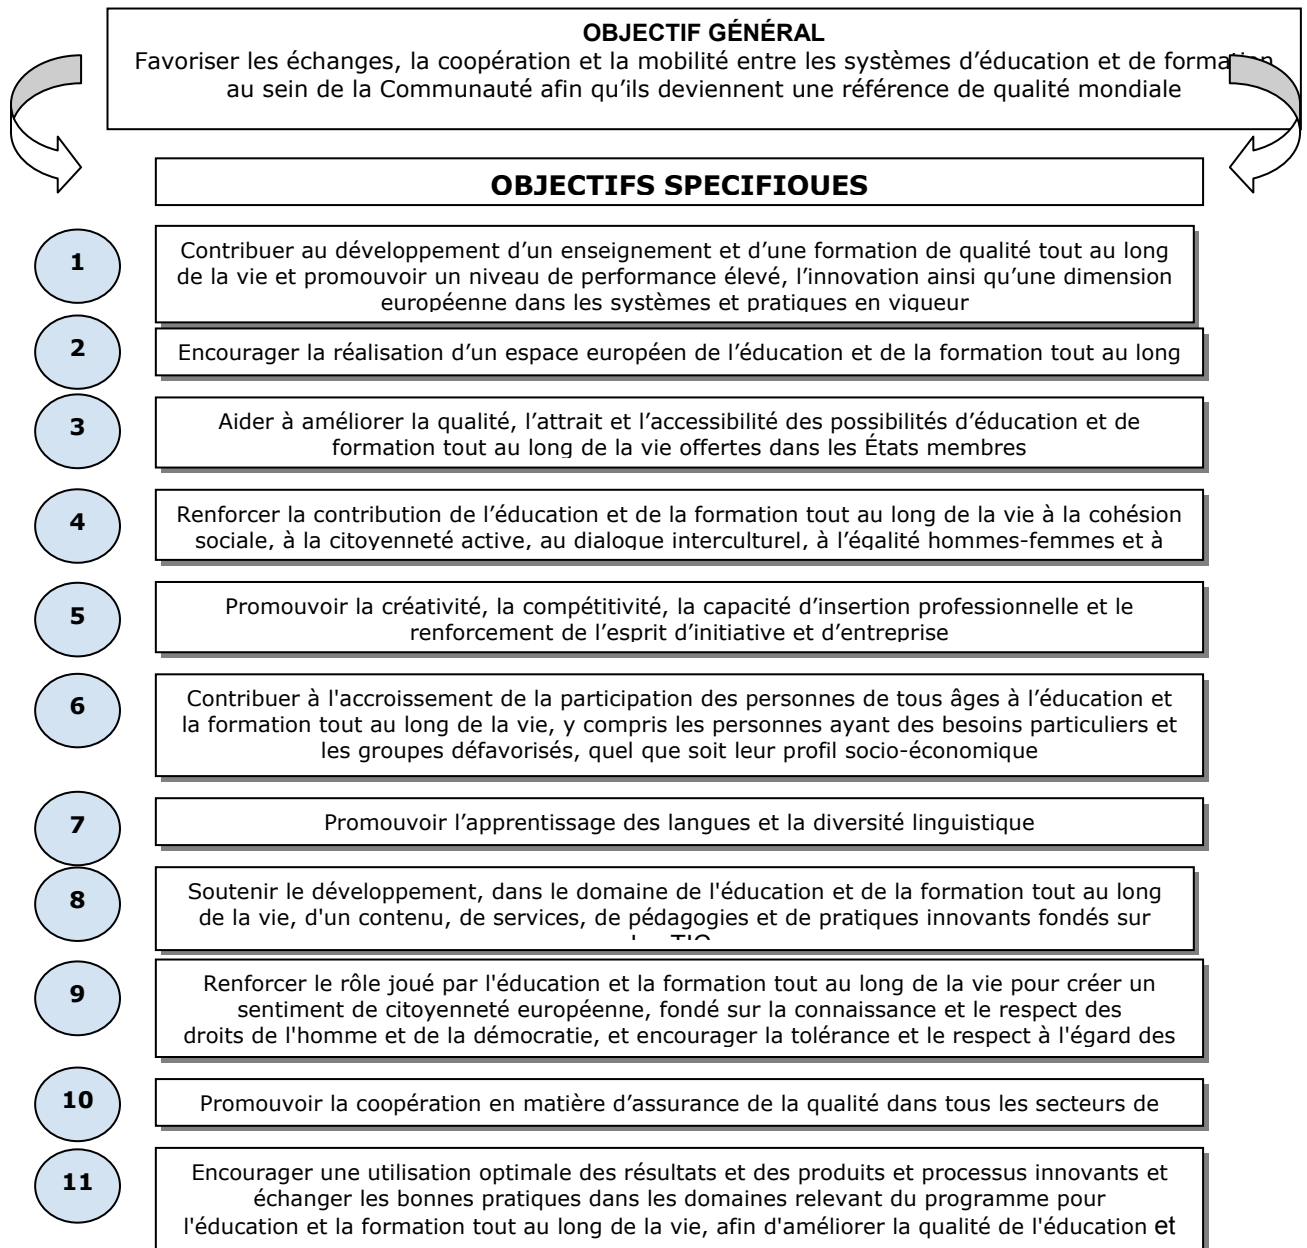 OBJECTIF GÉNÉRAL
Favoriser les échanges, la coopération et la mobilité entre les systèmes d’éducation et de formation
au sein de la Communauté afin qu’ils deviennent une référence de qualité mondiale
OBJECTIFS SPECIFIQUES
1
Contribuer au développement d’un enseignement et d’une formation de qualité tout au long
de la vie et promouvoir un niveau de performance élevé, l’innovation ainsi qu’une dimension
européenne dans les systèmes et pratiques en vigueur
2
Encourager la réalisation d’un espace européen de l’éducation et de la formation tout au long
3
Aider à améliorer la qualité, l’attrait et l’accessibilité des possibilités d’éducation et de
formation tout au long de la vie offertes dans les États membres
4
Renforcer la contribution de l’éducation et de la formation tout au long de la vie à la cohésion
sociale, à la citoyenneté active, au dialogue interculturel, à l’égalité hommes-femmes et à
5
Promouvoir la créativité, la compétitivité, la capacité d’insertion professionnelle et le
renforcement de l’esprit d’initiative et d’entreprise
6
Contribuer à l'accroissement de la participation des personnes de tous âges à l’éducation et
la formation tout au long de la vie, y compris les personnes ayant des besoins particuliers et
les groupes défavorisés, quel que soit leur profil socio-économique
7
Promouvoir l’apprentissage des langues et la diversité linguistique
8
Soutenir le développement, dans le domaine de l'éducation et de la formation tout au long
de la vie, d'un contenu, de services, de pédagogies et de pratiques innovants fondés sur
9
Renforcer le rôle joué par l'éducation et la formation tout au long de la vie pour créer un
sentiment de citoyenneté européenne, fondé sur la connaissance et le respect des
droits de l'homme et de la démocratie, et encourager la tolérance et le respect à l'égard des
10
Promouvoir la coopération en matière d’assurance de la qualité dans tous les secteurs de
11
Encourager une utilisation optimale des résultats et des produits et processus innovants et
échanger les bonnes pratiques dans les domaines relevant du programme pour
l'éducation et la formation tout au long de la vie, afin d'améliorer la qualité de l'éducation et